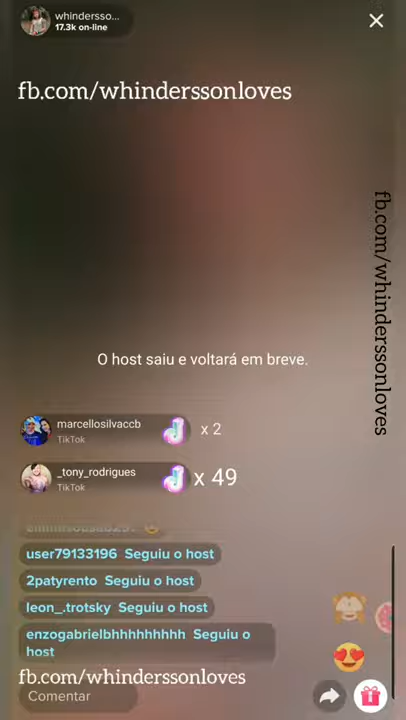 whindersso...
17.3k on-line
fb.com/whinderssonloves
fb.com/whinderssonloves
O host saiu e voltará em breve.
marcellosilvaccb
TikTok
x 2
_tony_rodrigues
TikTok
x 49
user79133196 Seguiu o host
2patyrento Seguiu o host
leon_.trotsky Seguiu o host
enzogabrielbhhhhhhhhh Seguiu o
host
fb.com/whinderssonloves
Comentar